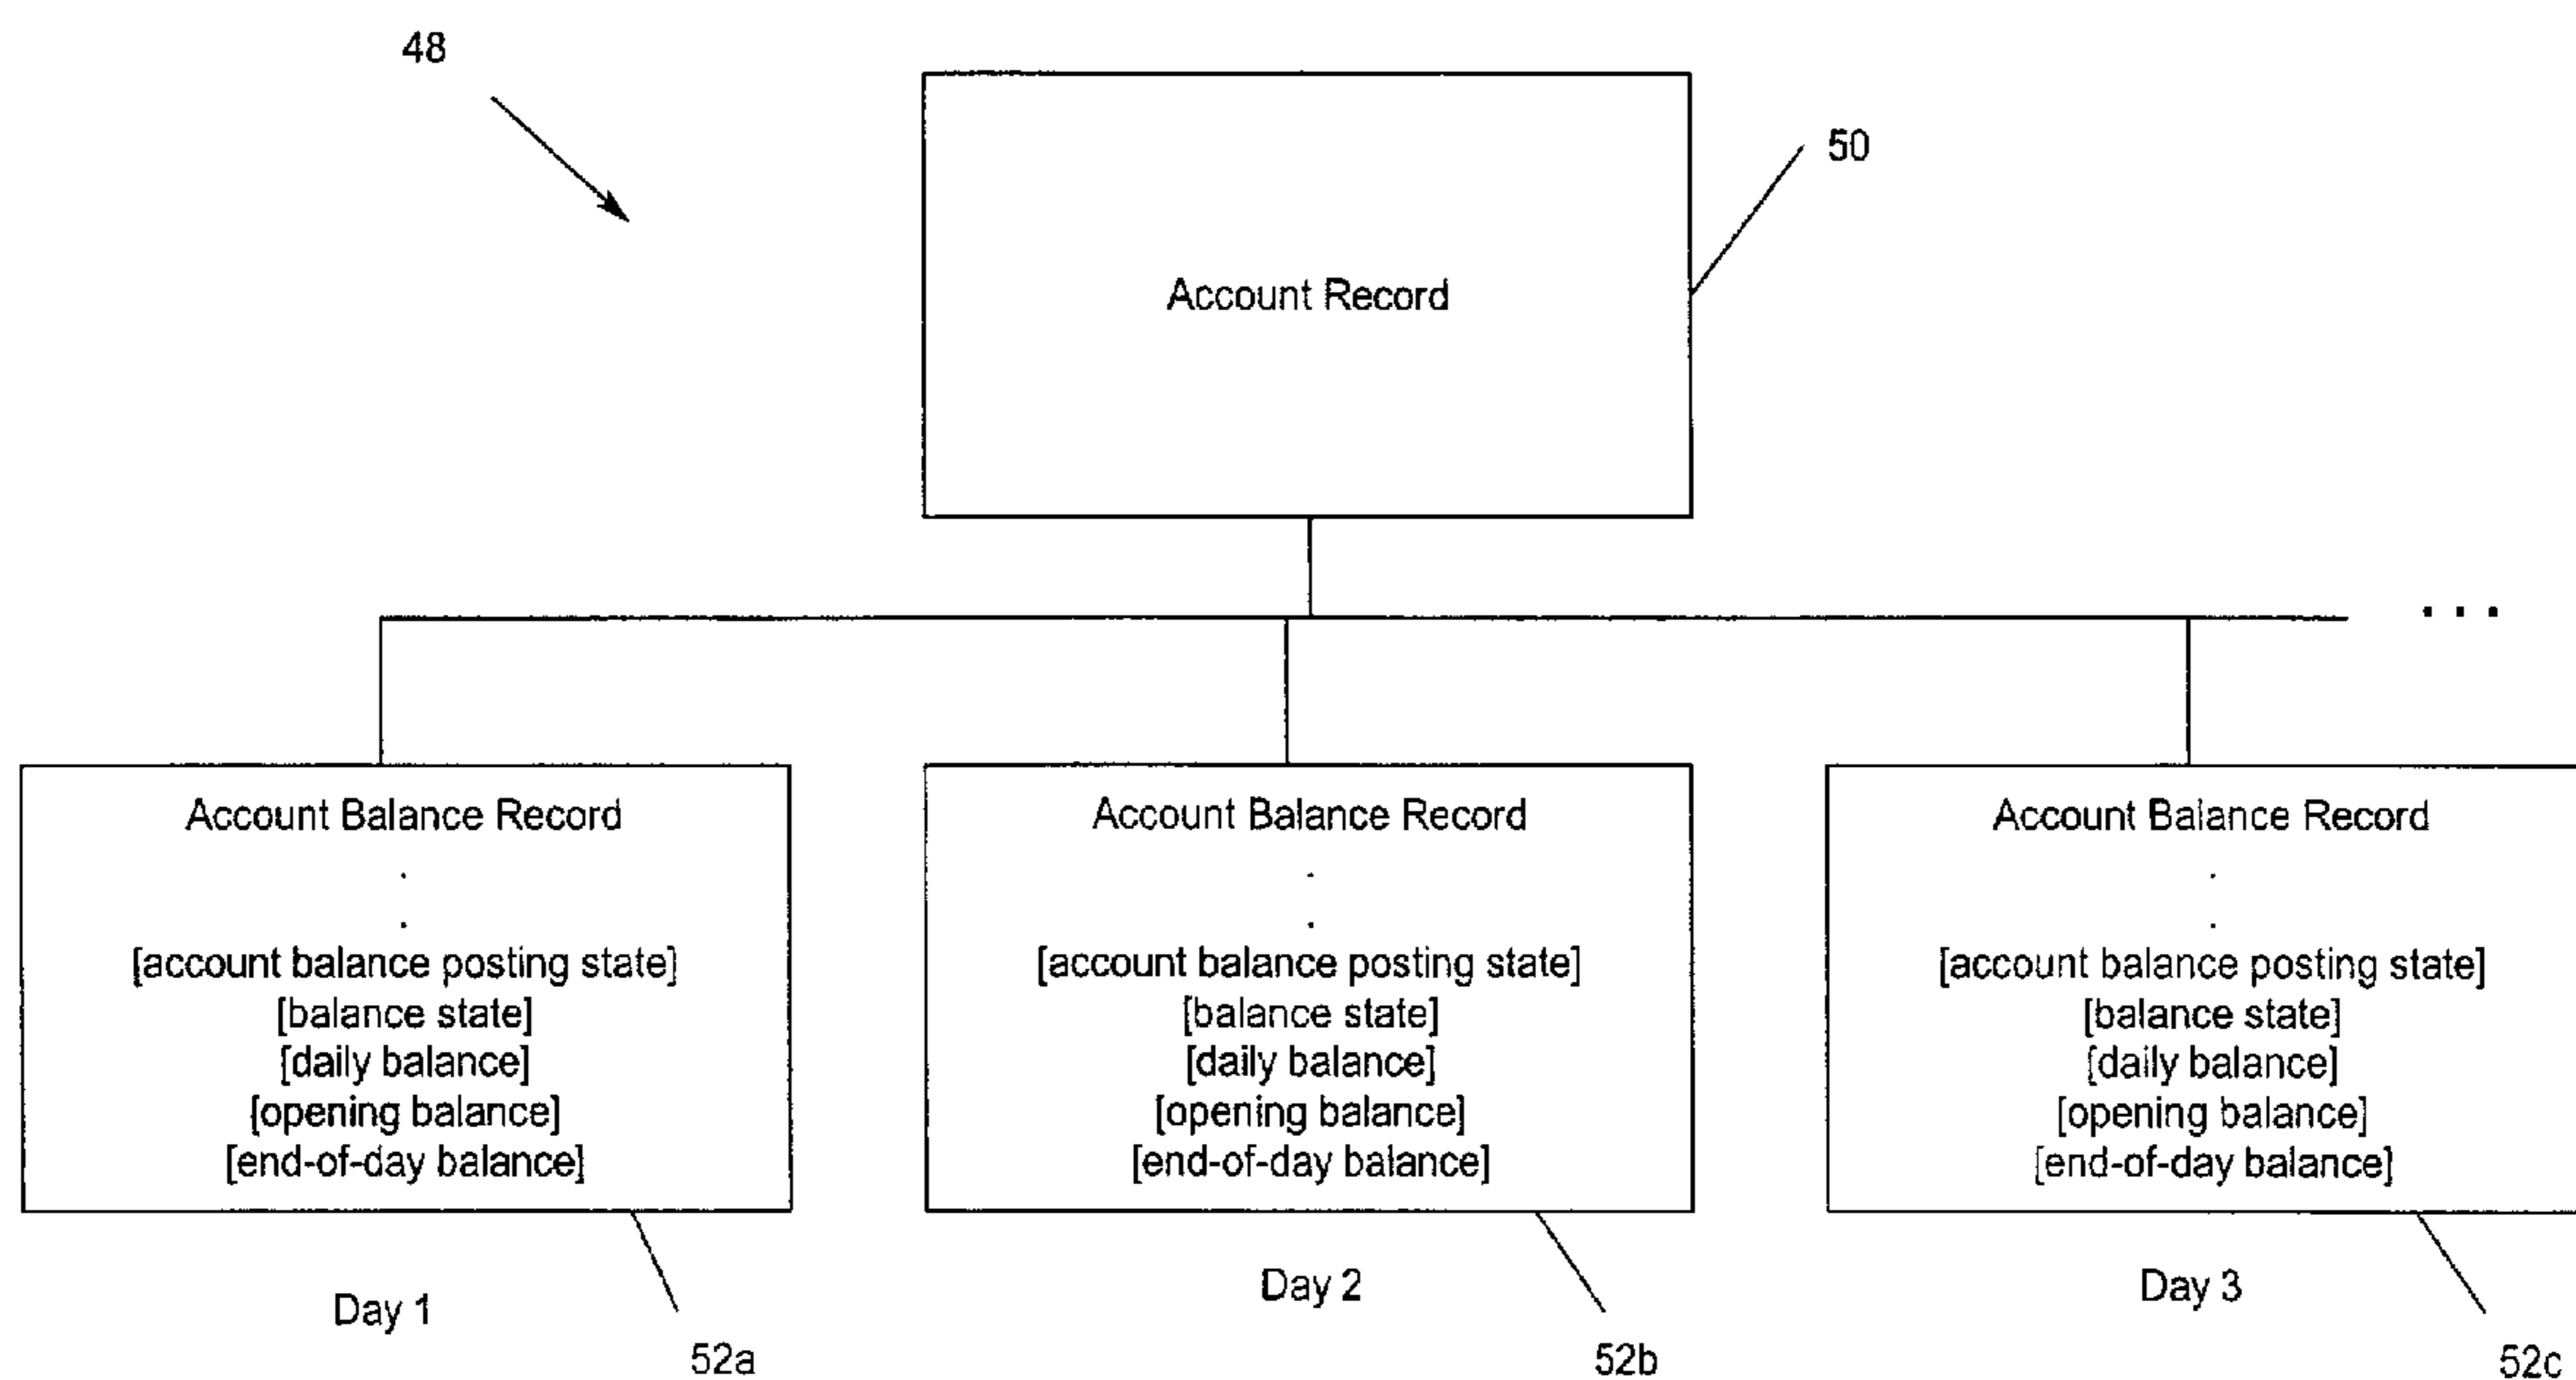 48
50
Account Record
. . .
Account Balance Record
.
.
[account balance posting state]
[balance state]
[daily balance]
[opening balance]
[end-of-day balance]
Account Balance Record
.
.
[account balance posting state]
[balance state]
[daily balance]
[opening balance]
[end-of-day balance]
Account Balance Record
.
.
[account balance posting state]
[balance state]
[daily balance]
[opening balance]
[end-of-day balance]
Day 1
52a
Day 2
52b
Day 3
52c